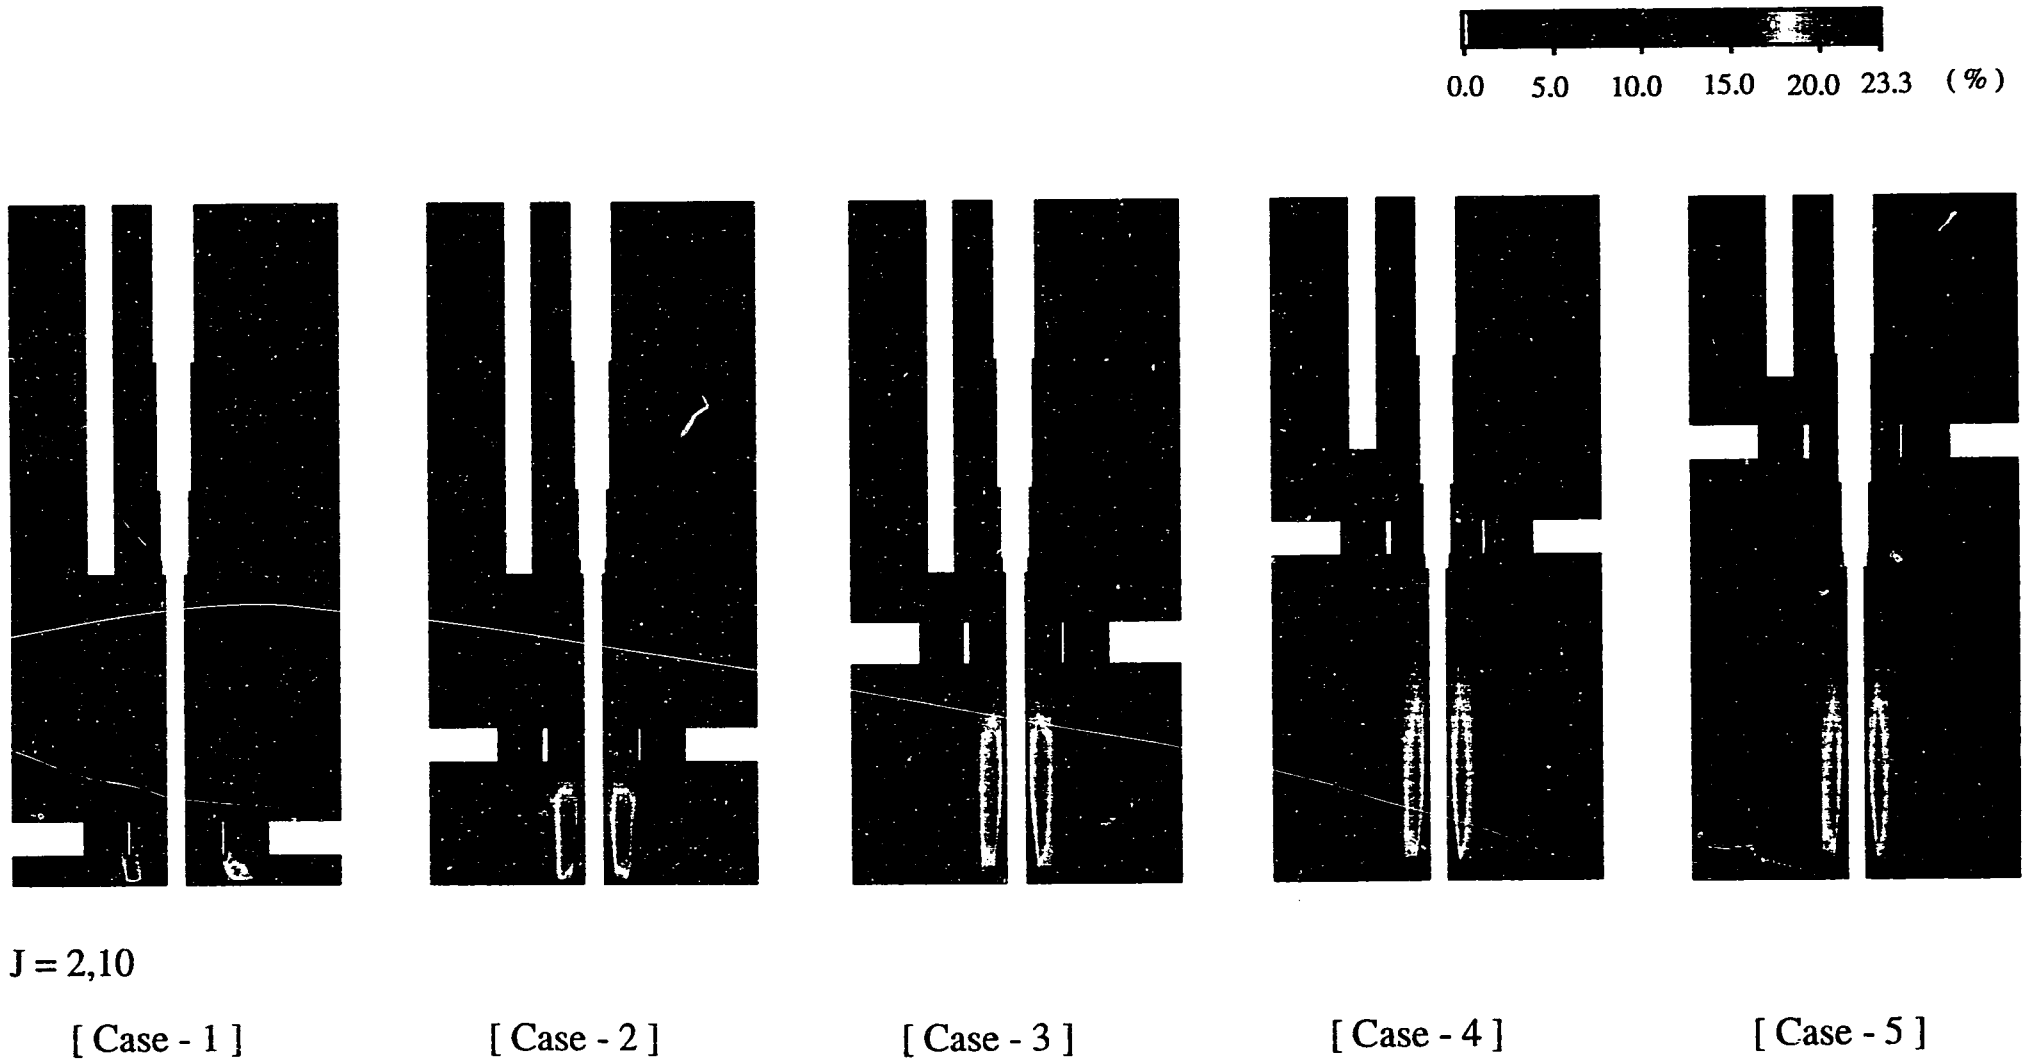 0.0 5.0 10.0 15.0 20.0 23.3 ( % )
J = 2,10
[ Case - 1 ] [ Case - 2 ] [ Case - 3 ] [ Case - 4 ] [ Case - 5 ]